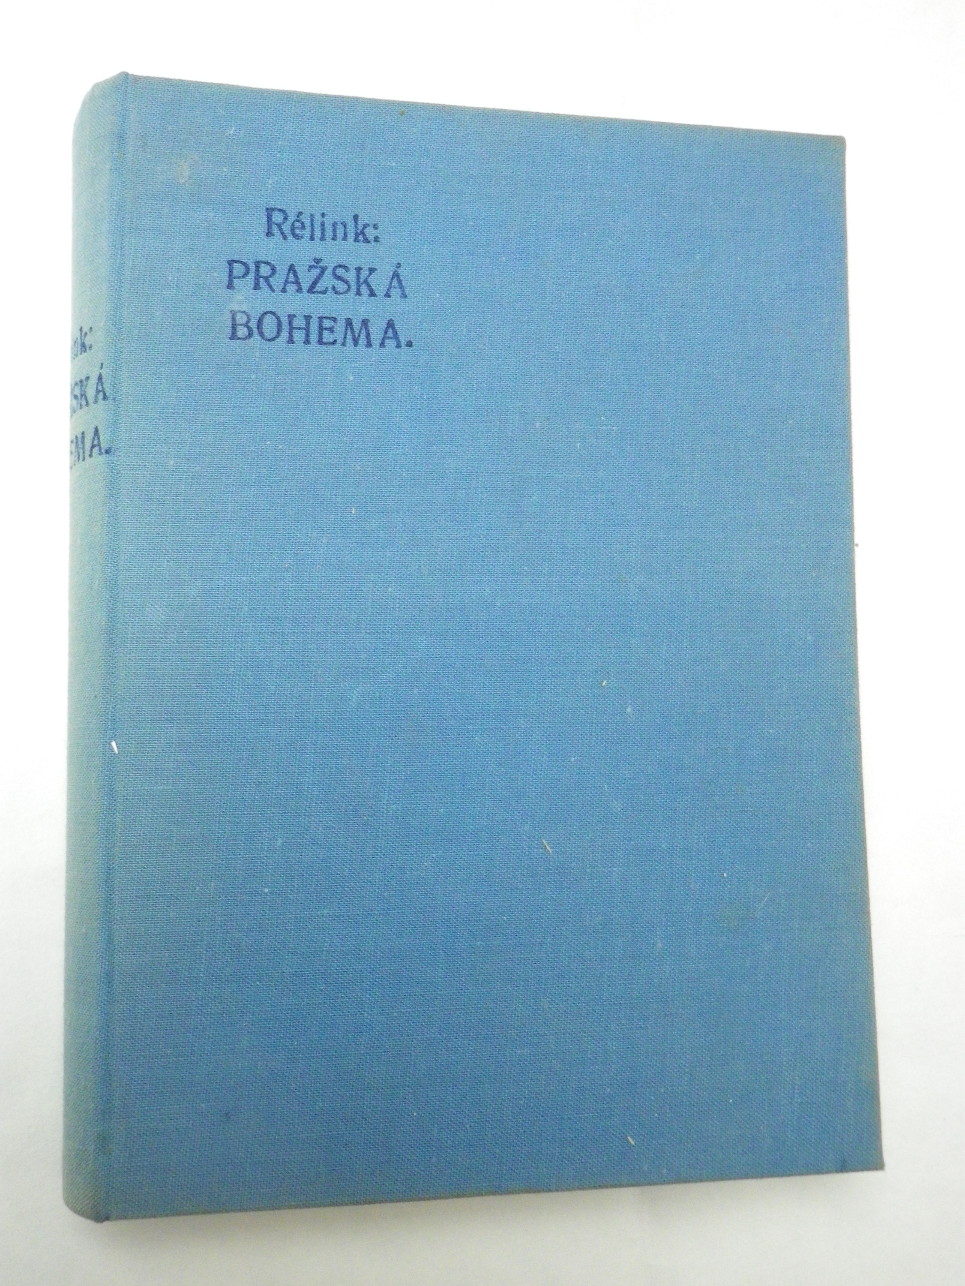 Rélink:
PRAŽSKÁ
BOHEMA.